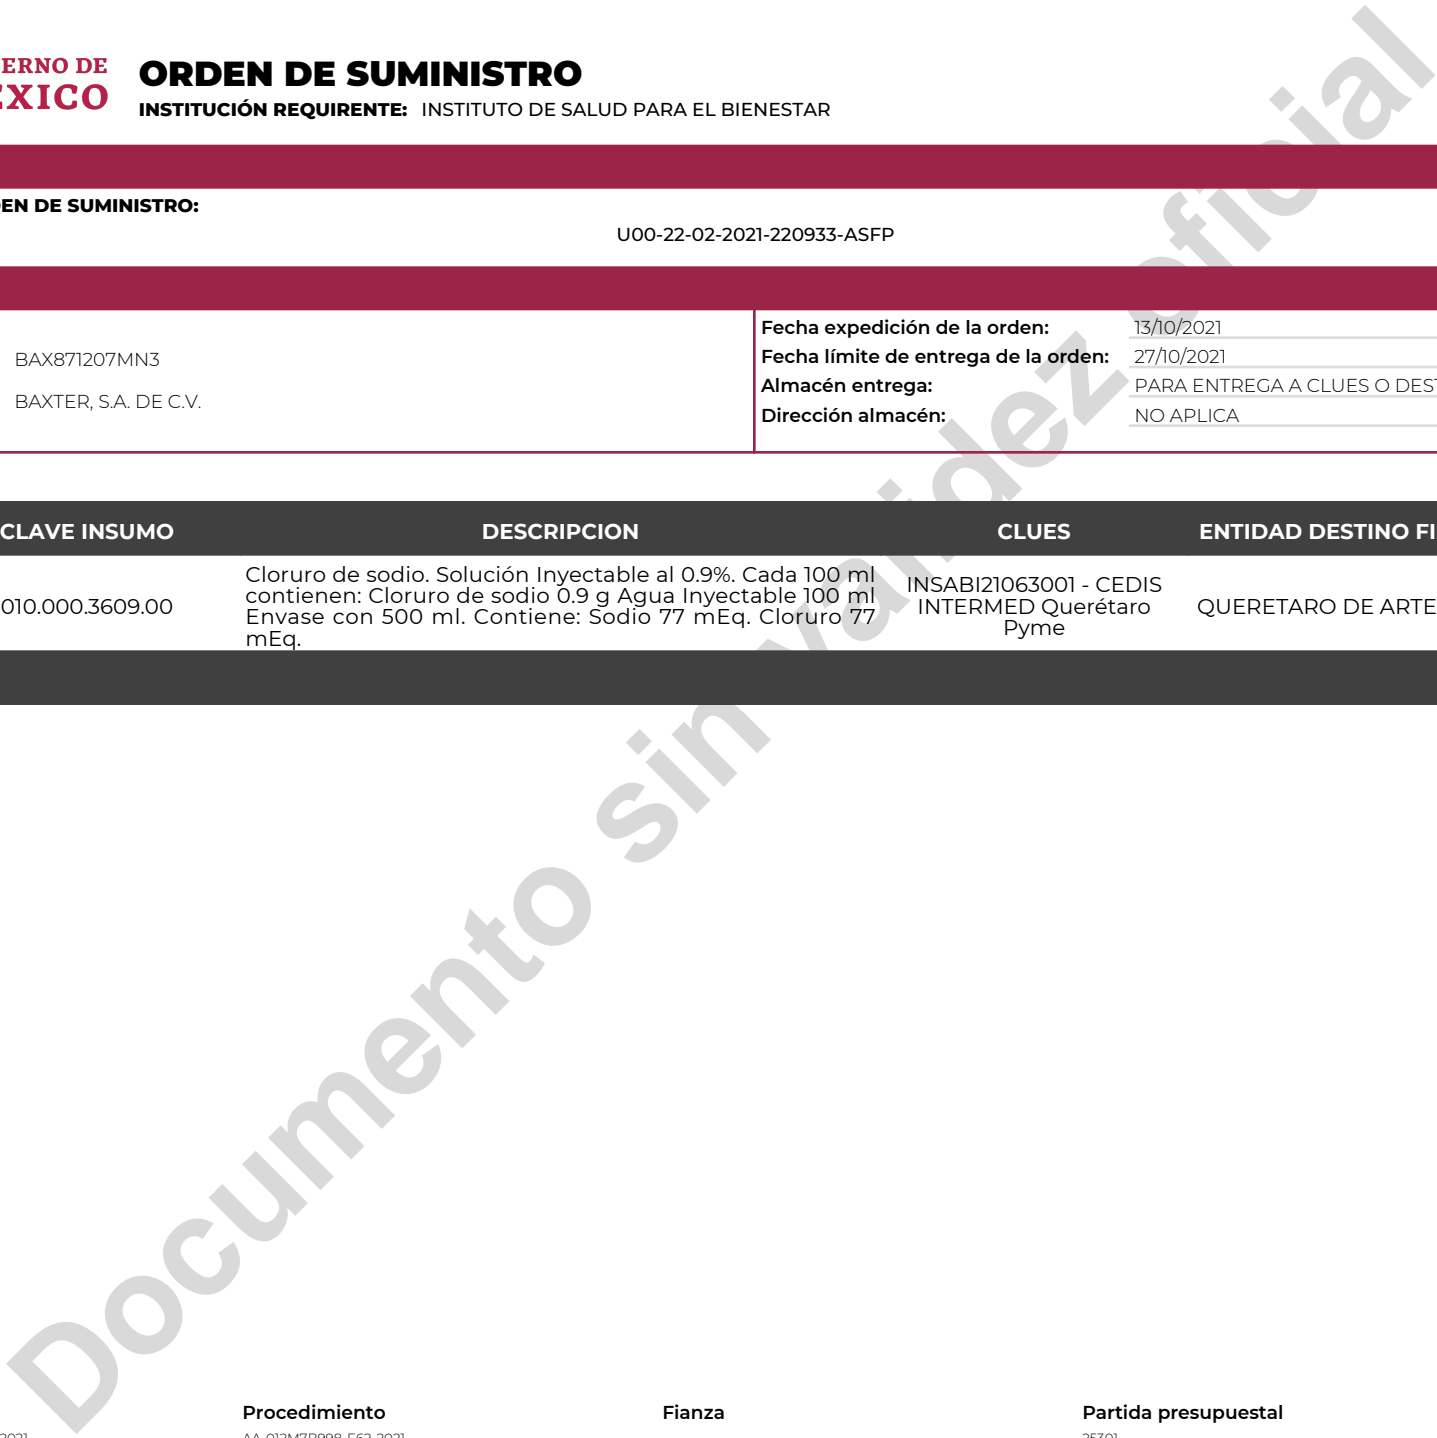 ERNO DE
ORDEN DE SUMINISTRO
INSTITUCIÓN REQUIRENTE: INSTITUTO DE SALUD PARA EL BIENESTAR
EN DE SUMINISTRO:
U00-22-02-2021-220933-ASFP
BAX871207MN3
BAXTER, S.A. DE C.V.
Fecha expedición de la orden: 13/10/2021
Fecha límite de entrega de la orden: 27/10/2021
Almacén entrega: PARA ENTREGA A CLUES O DEST
Dirección almacén: NO APLICA
CLAVE INSUMO DESCRIPCION CLUES ENTIDAD DESTINO FI
010.000.3609.00
Cloruro de sodio. Solución Inyectable al 0.9%. Cada 100 ml
contienen: Cloruro de sodio 0.9 g Agua Inyectable 100 ml
Envase con 500 ml. Contiene: Sodio 77 mEq. Cloruro 77
mEq.
INSABI21063001 - CEDIS
INTERMED Querétaro
Pyme
QUERETARO DE ARTE
Documento sin validez oficial
Procedimiento Fianza Partida presupuestal